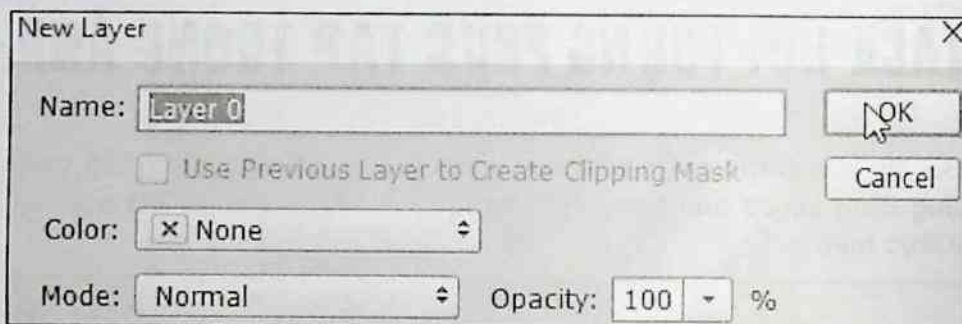 New Layer
Name: Layer 0 OK
Use Previous Layer to Create Clipping Mask Cancel
Color: None
Mode: Normal Opacity: 100 %